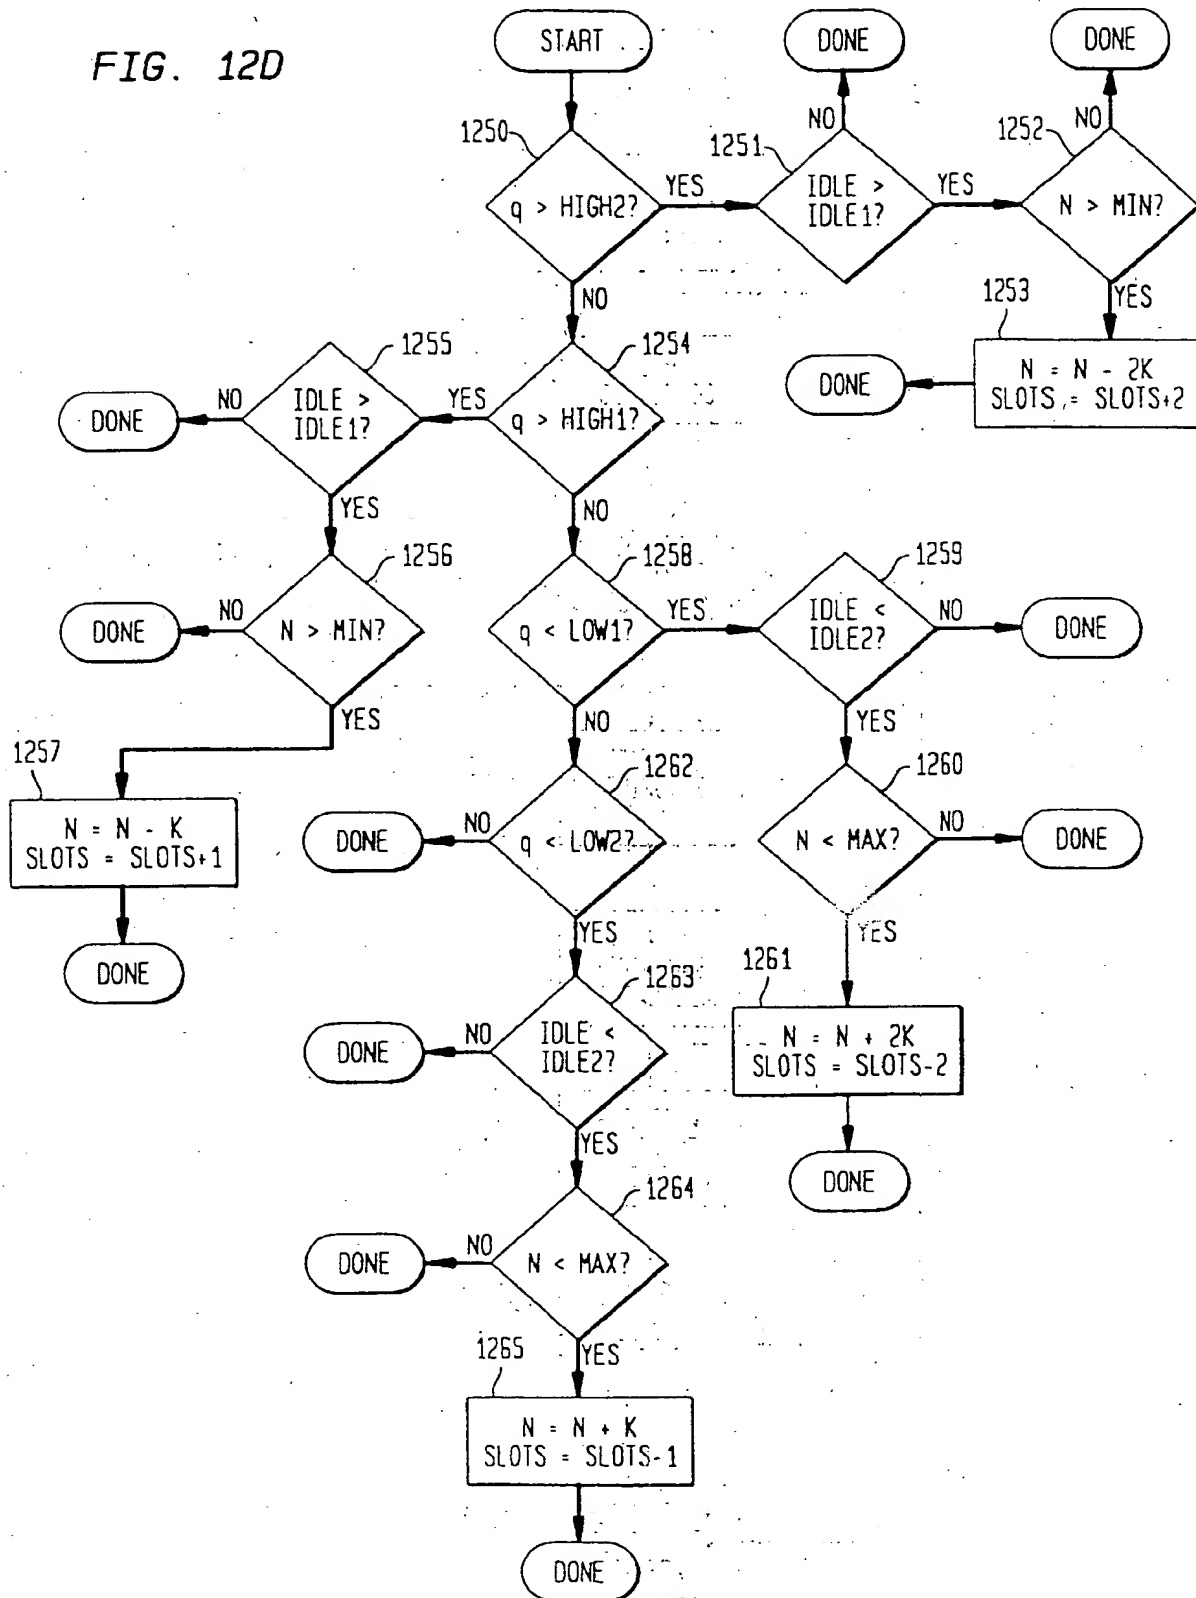 FIG. 12D
START
DONE
DONE
1250
q > HIGH2?
YES
NO
1251
IDLE >
IDLE1?
NO
YES
1252
N > MIN?
NO
YES
1253
N = N - 2K
SLOTS = SLOTS+2
DONE
1254
q > HIGH1?
YES
NO
1255
IDLE >
IDLE1?
NO
DONE
YES
1256
N > MIN?
NO
DONE
YES
1257
N = N - K
SLOTS = SLOTS+1
DONE
1258
q < LOW1?
YES
NO
1259
IDLE <
IDLE2?
NO
DONE
YES
1260
N < MAX?
NO
DONE
YES
1261
N = N + 2K
SLOTS = SLOTS-2
DONE
1262
q < LOW2?
NO
DONE
YES
1263
IDLE <
IDLE2?
NO
DONE
YES
1264
N < MAX?
NO
DONE
YES
1265
N = N + K
SLOTS = SLOTS-1
DONE